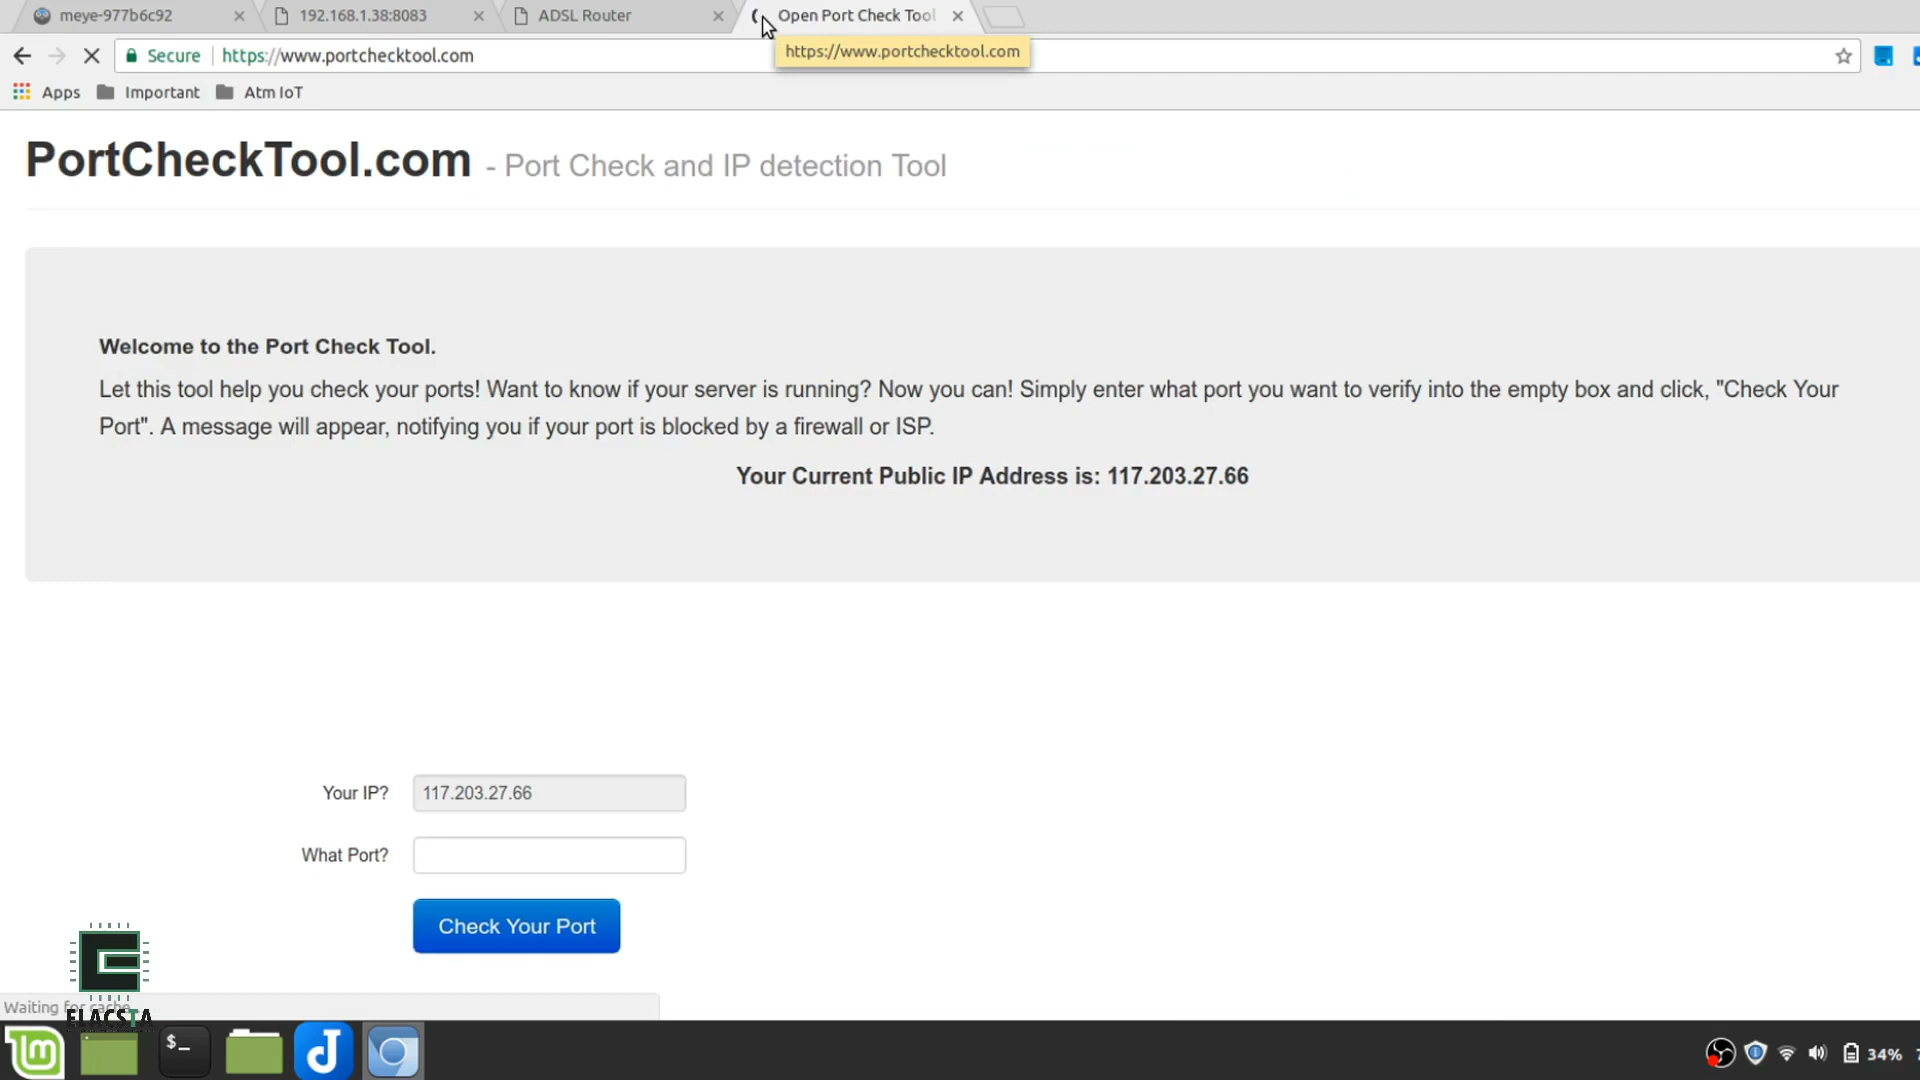 meye-977b6c92
192.168.1.38:8083
ADSL Router
Open Port Check Tool
Secure
https://www.portchecktool.com
https://www.portchecktool.com
Apps
Important
Atm IoT
PortCheckTool.com - Port Check and IP detection Tool
Welcome to the Port Check Tool.
Let this tool help you check your ports! Want to know if your server is running? Now you can! Simply enter what port you want to verify into the empty box and click, "Check Your
Port". A message will appear, notifying you if your port is blocked by a firewall or ISP.
Your Current Public IP Address is: 117.203.27.66
Your IP?
117.203.27.66
What Port?
Check Your Port
Waiting for cache...
ELACSTA
$_
34%